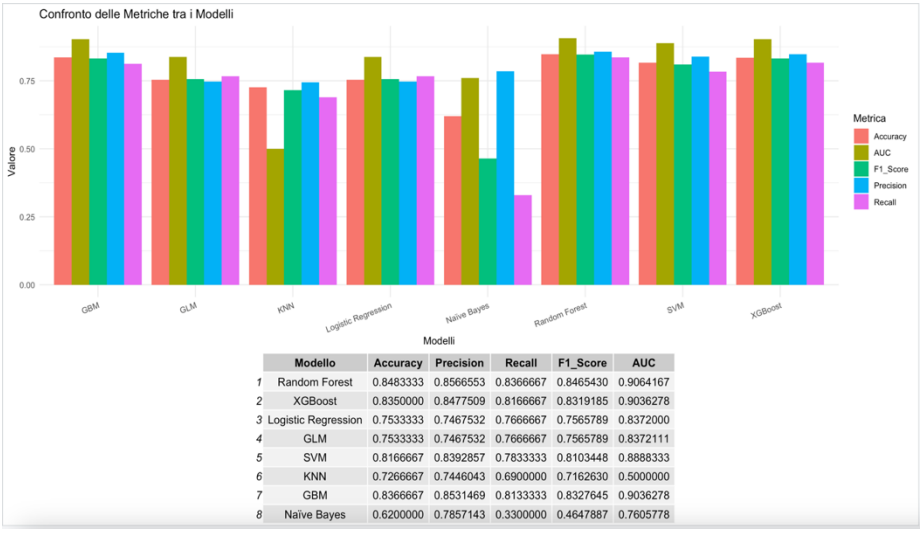 Confronto delle Metriche tra i Modelli
Valore
0.75
0.50
0.25
0.00
GBM
GLM
KNN
Logistic Regression
Naïve Bayes
Random Forest
SVM
XGBoost
Modelli
Metrica
Accuracy
AUC
F1_Score
Precision
Recall
Modello Accuracy Precision Recall F1_Score AUC
1 Random Forest 0.8483333 0.8566553 0.8366667 0.8465430 0.9064167
2 XGBoost 0.8350000 0.8477509 0.8166667 0.8319185 0.9036278
3 Logistic Regression 0.7533333 0.7467532 0.7666667 0.7565789 0.8372000
4 GLM 0.7533333 0.7467532 0.7666667 0.7565789 0.8372111
5 SVM 0.8166667 0.8392857 0.7833333 0.8103448 0.8888333
6 KNN 0.7266667 0.7446043 0.6900000 0.7162630 0.5000000
7 GBM 0.8366667 0.8531469 0.8133333 0.8327645 0.9036278
8 Naïve Bayes 0.6200000 0.7857143 0.3300000 0.4647887 0.7605778